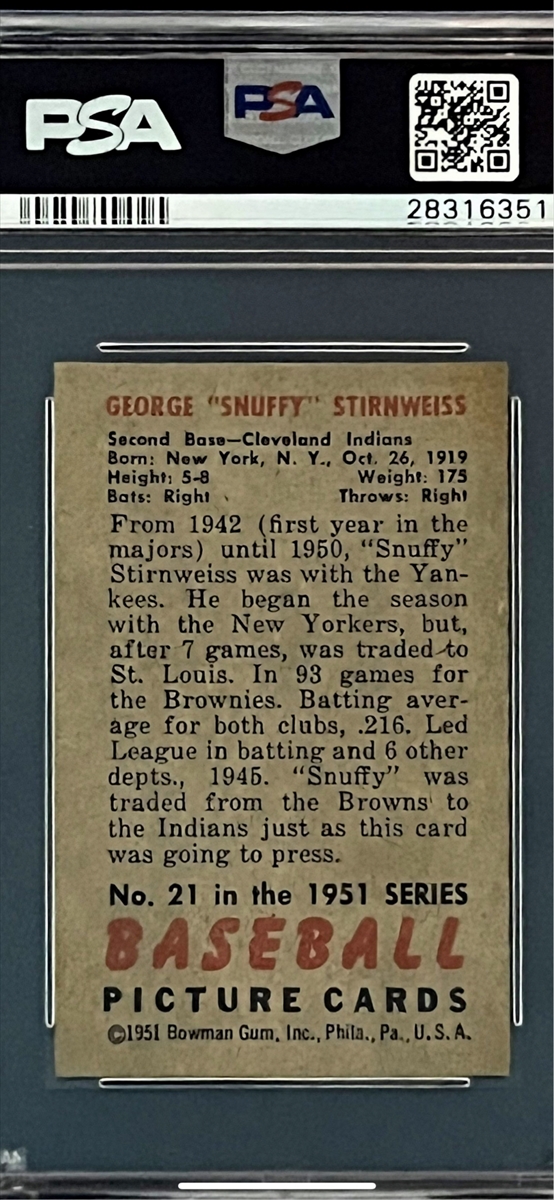 PSA
PSA
28316351
GEORGE "SNUFFY" STIRNWEISS
Second Base—Cleveland Indians
Born: New York, N. Y., Oct. 26, 1919
Height: 5-8 Weight: 175
Bats: Right Throws: Right
From 1942 (first year in the
majors) until 1950, "Snuffy"
Stirnweiss was with the Yan-
kees. He began the season
with the New Yorkers, but,
after 7 games, was traded to
St. Louis. In 93 games for
the Brownies. Batting aver-
age for both clubs, .216. Led
League in batting and 6 other
depts., 1945. "Snuffy" was
traded from the Browns to
the Indians just as this card
was going to press.
No. 21 in the 1951 SERIES
BASEBALL
PICTURE CARDS
©1951 Bowman Gum, Inc., Phila., Pa., U. S. A.